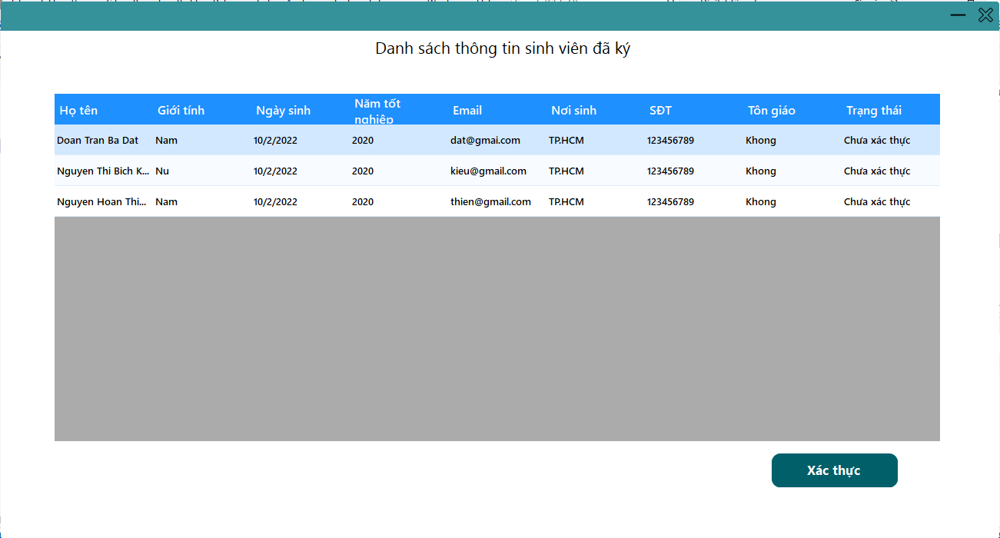 Danh sách thông tin sinh viên đã ký
Họ tên Giới tính Ngày sinh Năm tốt nghiệp Email Nơi sinh SĐT Tôn giáo Trạng thái
Doan Tran Ba Dat Nam 10/2/2022 2020 dat@gmai.com TP.HCM 123456789 Khong Chưa xác thực
Nguyen Thi Bich K... Nu 10/2/2022 2020 kieu@gmail.com TP.HCM 123456789 Khong Chưa xác thực
Nguyen Hoan Thi... Nam 10/2/2022 2020 thien@gmail.com TP.HCM 123456789 Khong Chưa xác thực
Xác thực